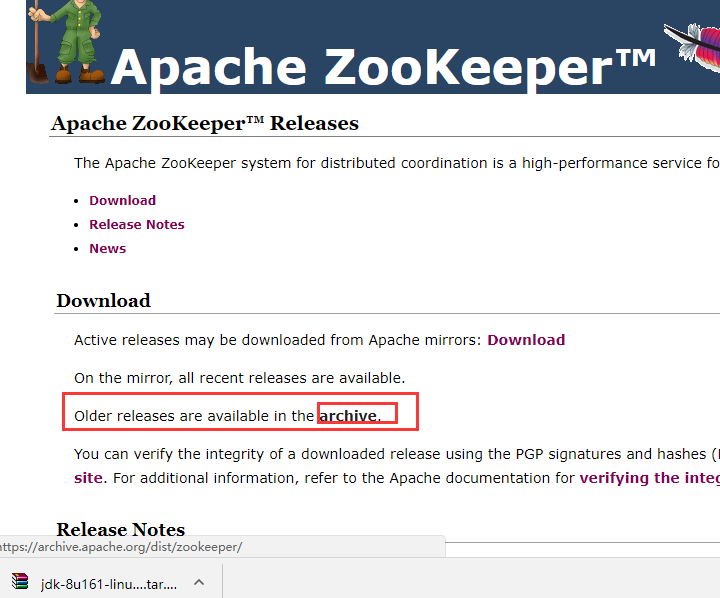 Apache ZooKeeper™
Apache ZooKeeper™ Releases
The Apache ZooKeeper system for distributed coordination is a high-performance service fo
Download
Release Notes
News
Download
Active releases may be downloaded from Apache mirrors: Download
On the mirror, all recent releases are available.
Older releases are available in the archive.
You can verify the integrity of a downloaded release using the PGP signatures and hashes (
site. For additional information, refer to the Apache documentation for verifying the integ
Release Notes
https://archive.apache.org/dist/zookeeper/
jdk-8u161-linu....tar....